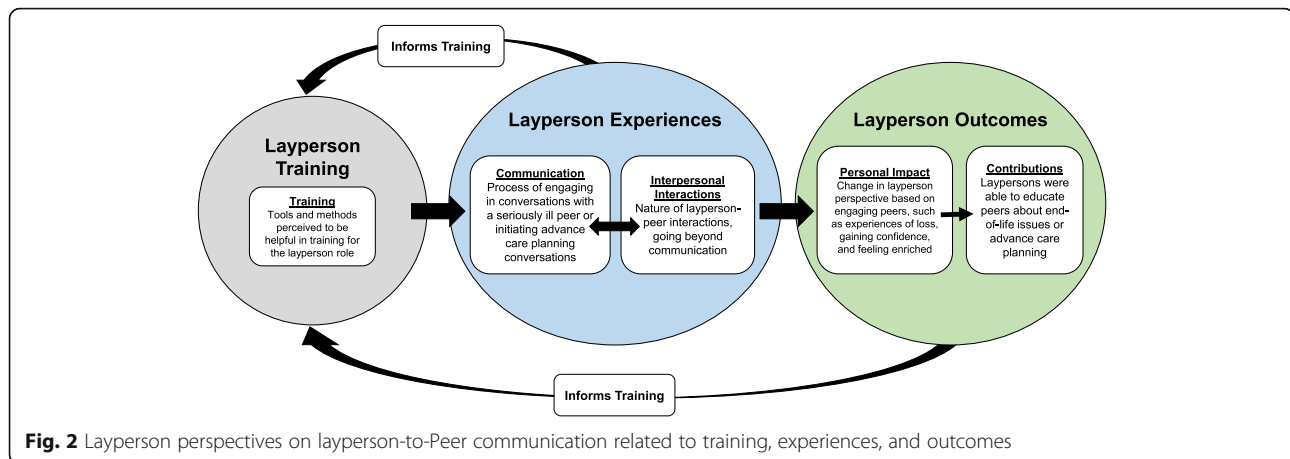 Informs Training
Layperson
Training
Training
Tools and methods
perceived to be
helpful in training for
the layperson role
Layperson Experiences
Communication
Process of engaging
in conversations with
a seriously ill peer or
initiating advance
care planning
conversations
Interpersonal
Interactions
Nature of layperson-
peer interactions,
going beyond
communication
Layperson Outcomes
Personal Impact
Change in layperson
perspective based on
engaging peers, such
as experiences of loss,
gaining confidence,
and feeling enriched
Contributions
Laypersons were
able to educate
peers about end-
of-life issues or
advance care
planning
Informs Training
Fig. 2 Layperson perspectives on layperson-to-Peer communication related to training, experiences, and outcomes